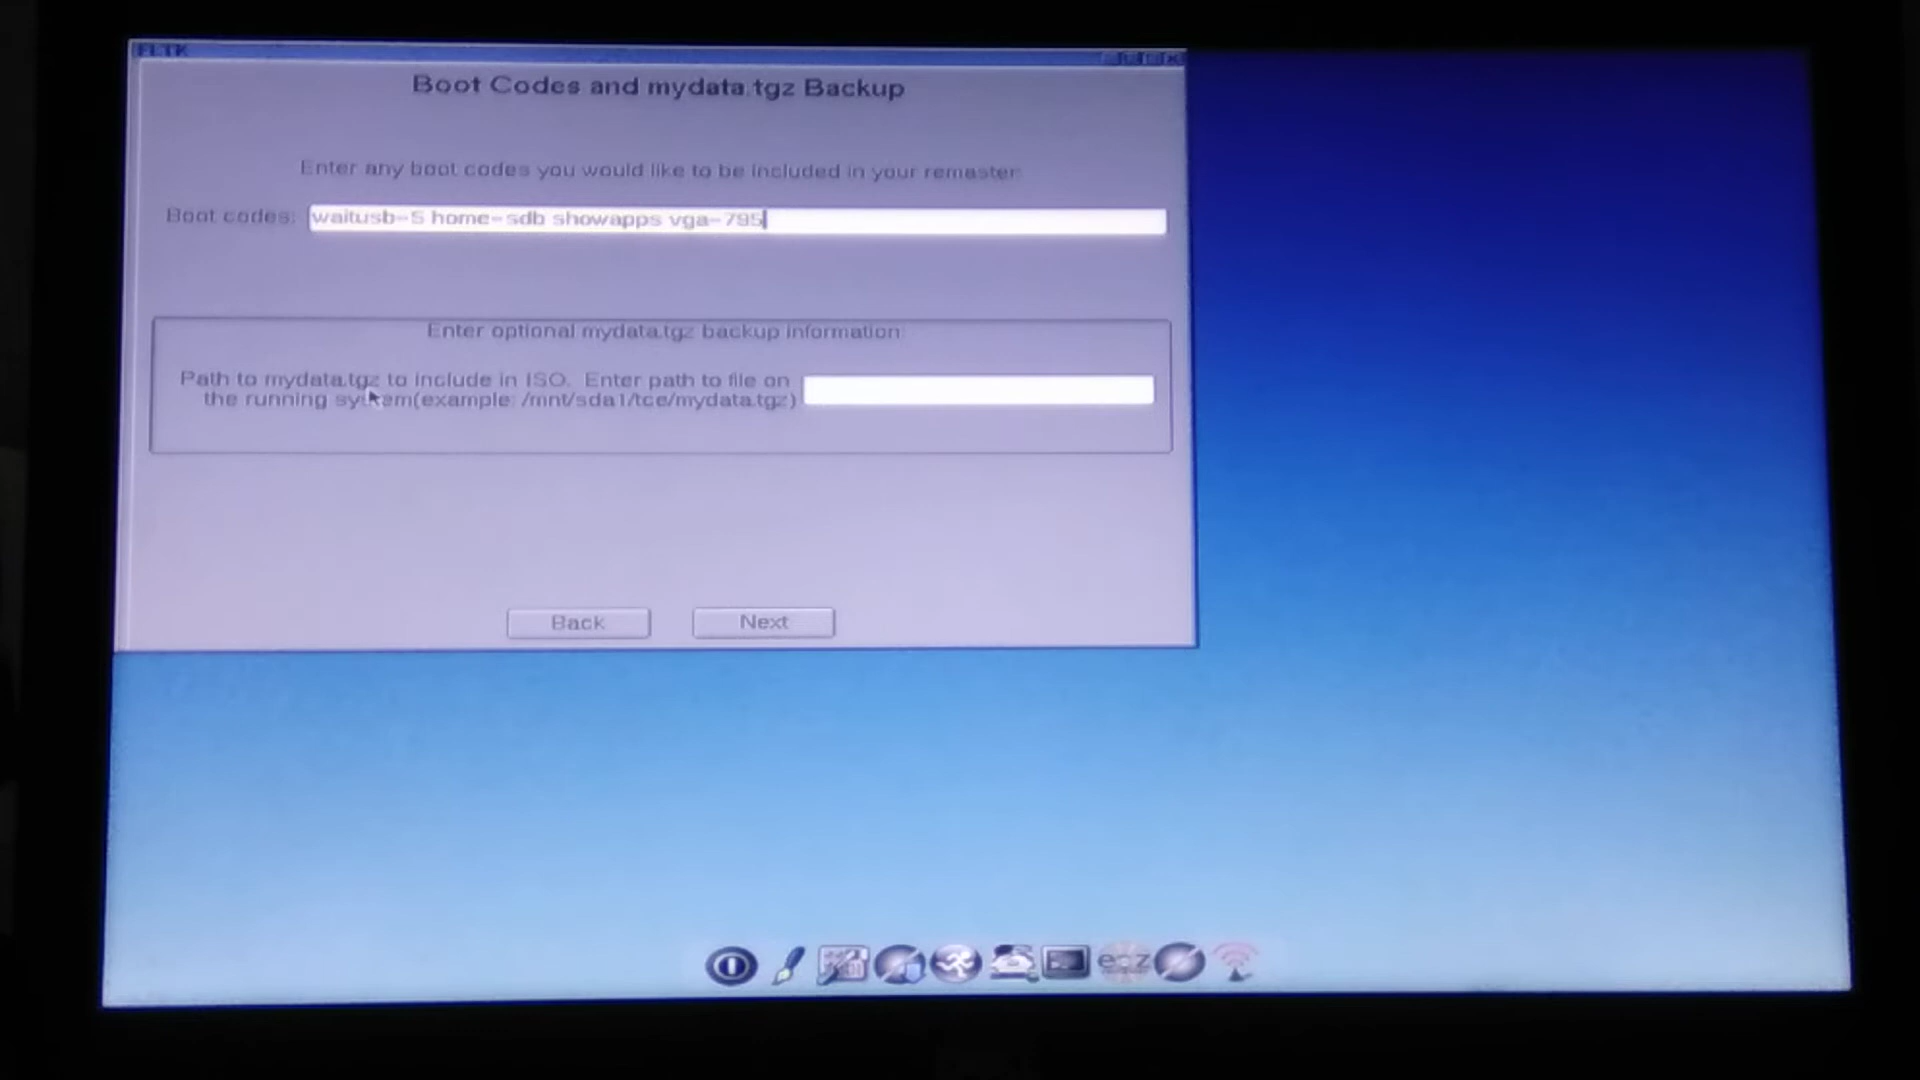 FLTK
Boot Codes and mydata.tgz Backup
Enter any boot codes you would like to be included in your remaster:
Boot codes: waitusb=5 home=sdb showapps vga=795
Enter optional mydata.tgz backup information:
Path to mydata.tgz to include in ISO. Enter path to file on
the running system(example: /mnt/sda1/tce/mydata.tgz)
Back Next